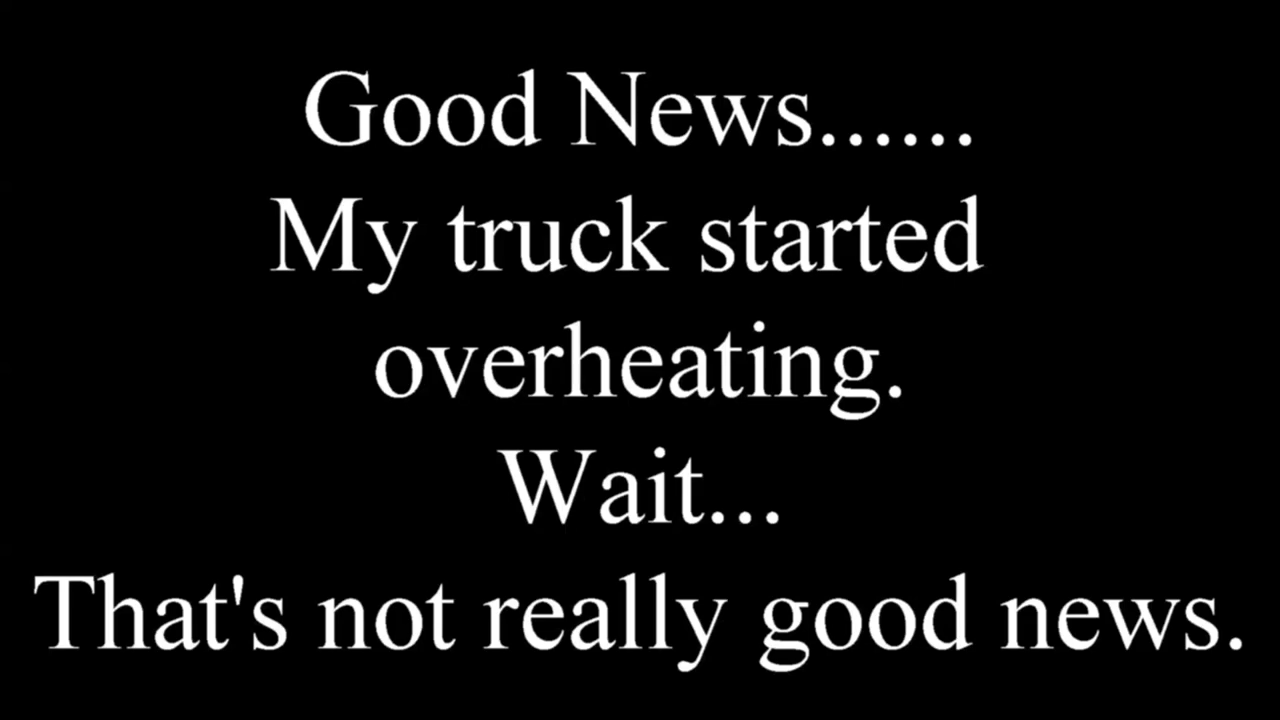 Good News......
My truck started
overheating.
Wait...
That's not really good news.